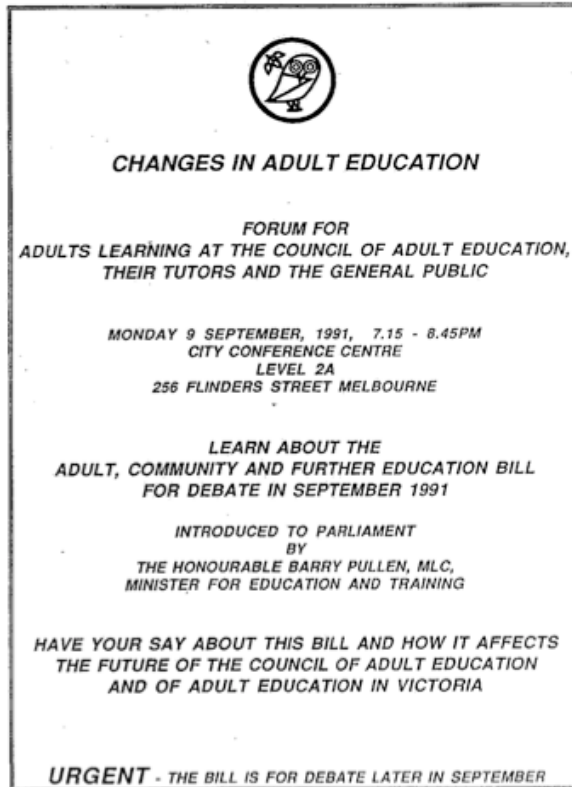 CHANGES IN ADULT EDUCATION
FORUM FOR
ADULTS LEARNING AT THE COUNCIL OF ADULT EDUCATION,
THEIR TUTORS AND THE GENERAL PUBLIC
MONDAY 9 SEPTEMBER, 1991, 7.15 - 8.45PM
CITY CONFERENCE CENTRE
LEVEL 2A
256 FLINDERS STREET MELBOURNE
LEARN ABOUT THE
ADULT, COMMUNITY AND FURTHER EDUCATION BILL
FOR DEBATE IN SEPTEMBER 1991
INTRODUCED TO PARLIAMENT
BY
THE HONOURABLE BARRY PULLEN, MLC,
MINISTER FOR EDUCATION AND TRAINING
HAVE YOUR SAY ABOUT THIS BILL AND HOW IT AFFECTS
THE FUTURE OF THE COUNCIL OF ADULT EDUCATION
AND OF ADULT EDUCATION IN VICTORIA
URGENT - THE BILL IS FOR DEBATE LATER IN SEPTEMBER